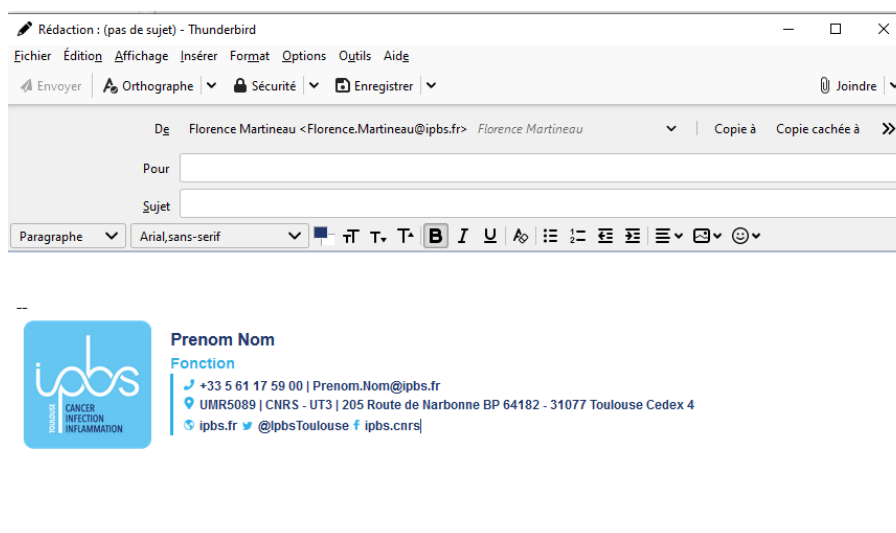 Rédaction : (pas de sujet) - Thunderbird
Fichier Édition Affichage Insérer Format Options Outils Aide
Envoyer Orthographe Sécurité Enregistrer Joindre
De Florence Martineau <Florence.Martineau@ipbs.fr> Florence Martineau Copie à Copie cachée à
Pour
Sujet
Paragraphe Arial,sans-serif B I U
--
ipbs
TOULOUSE
CANCER
INFECTION
INFLAMMATION
Prenom Nom
Fonction
+33 5 61 17 59 00 | Prenom.Nom@ipbs.fr
UMR5089 | CNRS - UT3 | 205 Route de Narbonne BP 64182 - 31077 Toulouse Cedex 4
ipbs.fr @IpbsToulouse f ipbs.cnrs